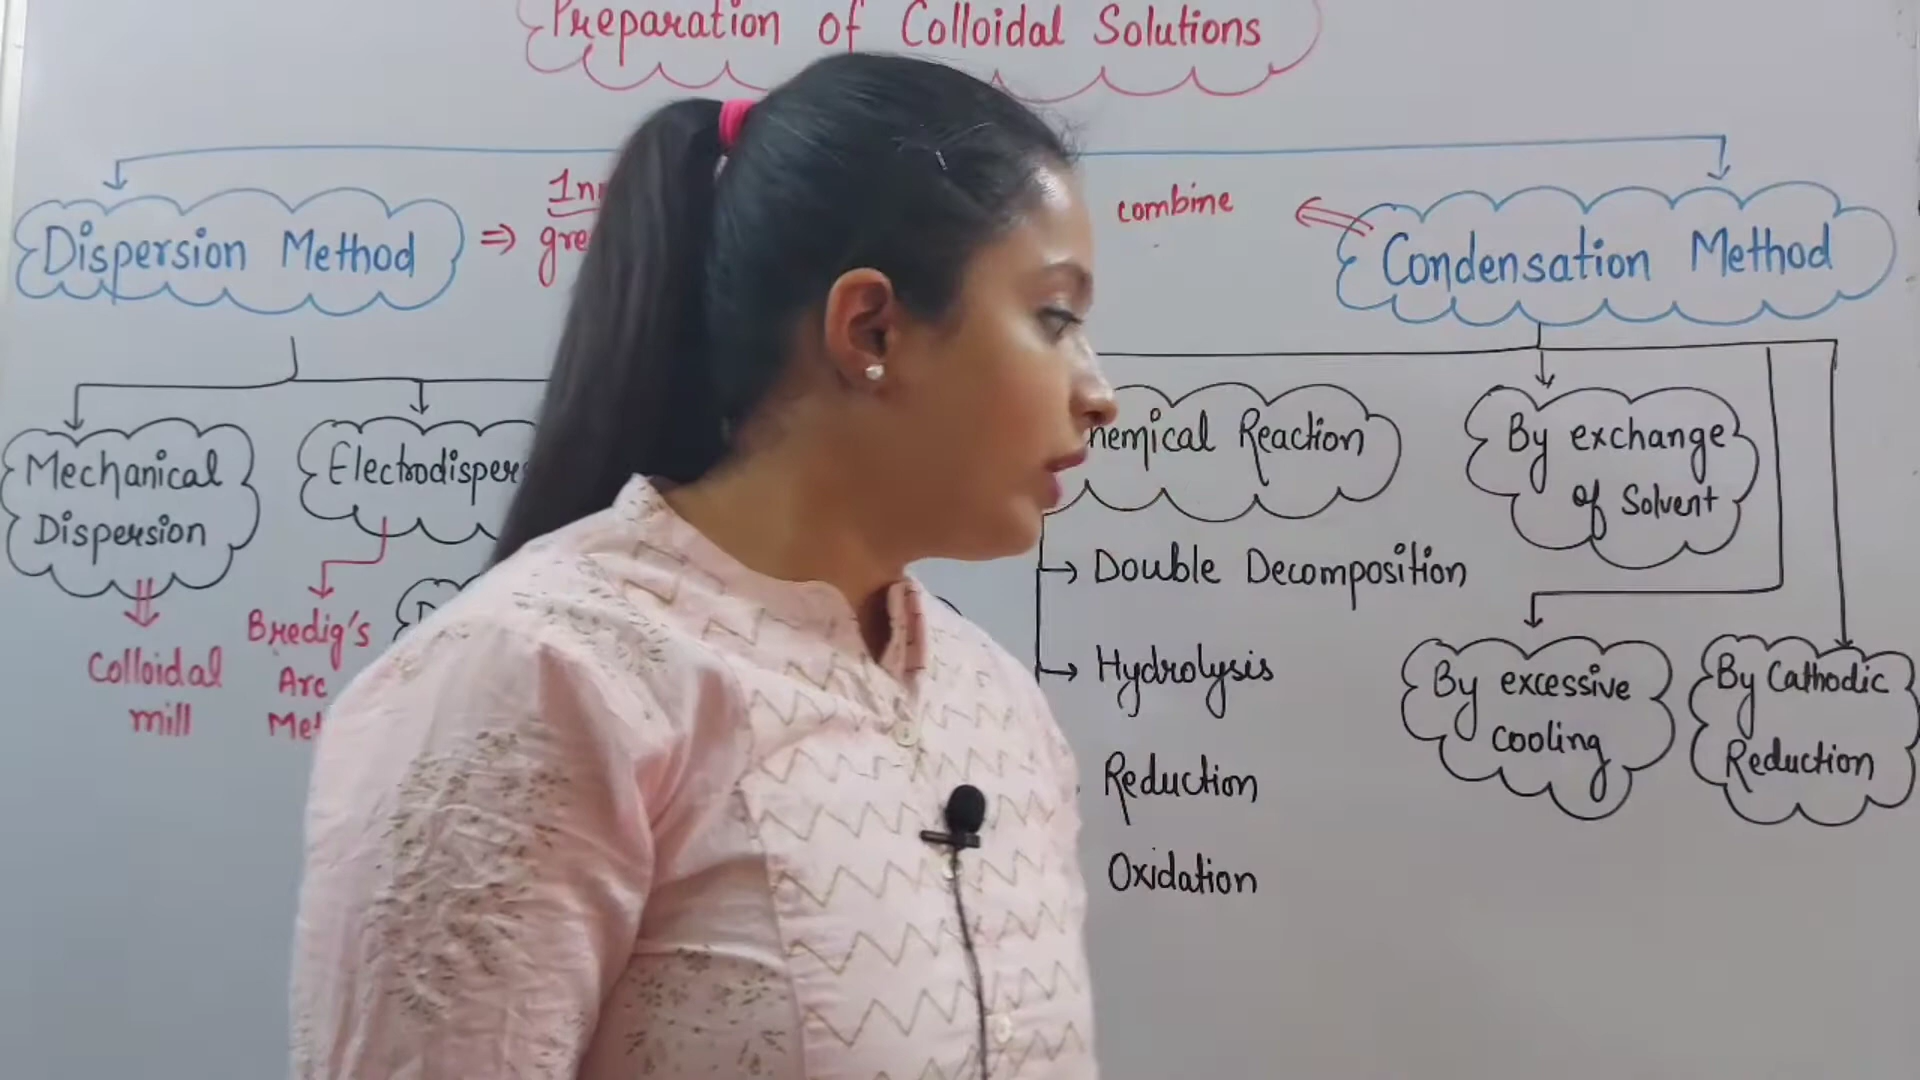 Preparation of Colloidal Solutions
Dispersion Method ⇒
combine
Condensation Method
Mechanical
Dispersion
Colloidal
mill
Bredig's
Arc
Reaction
→ Double Decomposition
→ Hydrolysis
Reduction
Oxidation
By exchange
of Solvent
By excessive
cooling
By Cathodic
Reduction